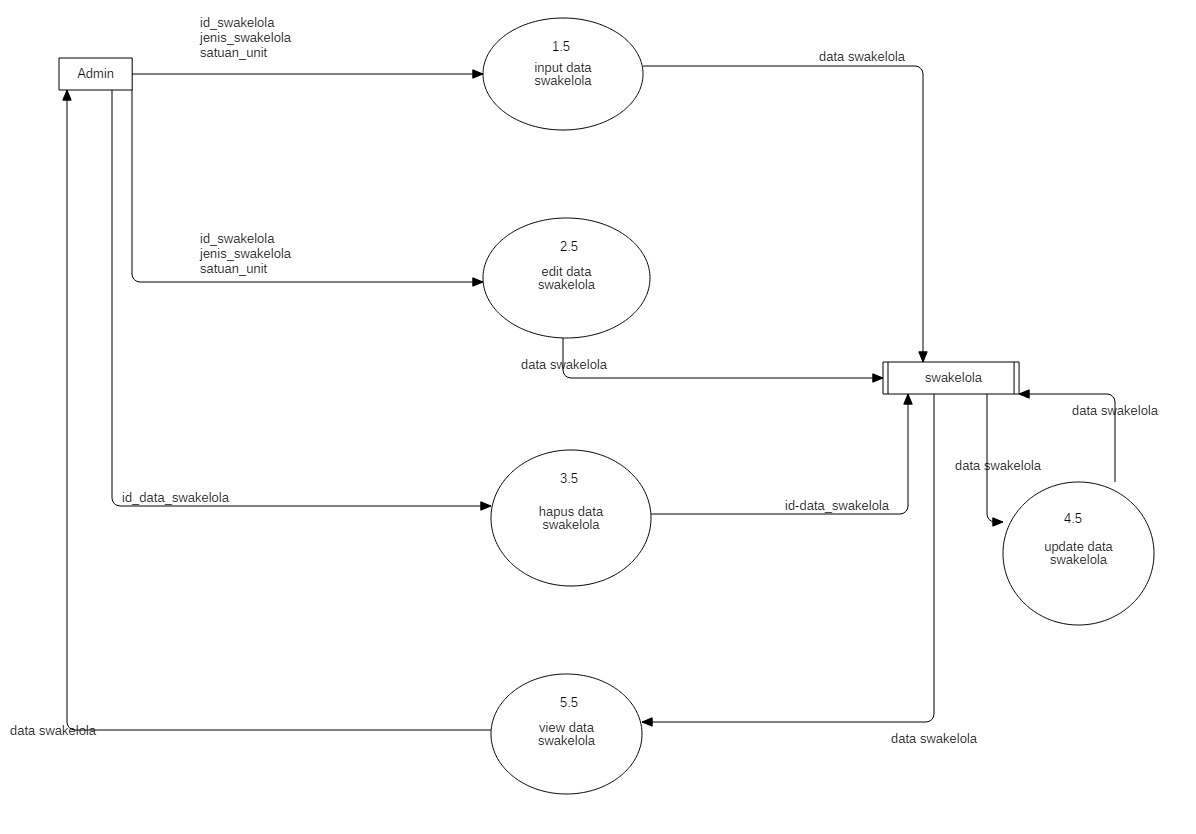 id_swakelola
jenis_swakelola
satuan_unit
Admin
1.5
input data
swakelola
data swakelola
id_swakelola
jenis_swakelola
satuan_unit
2.5
edit data
swakelola
data swakelola
swakelola
data swakelola
data swakelola
id_data_swakelola
3.5
hapus data
swakelola
id-data_swakelola
4.5
update data
swakelola
5.5
view data
swakelola
data swakelola
data swakelola